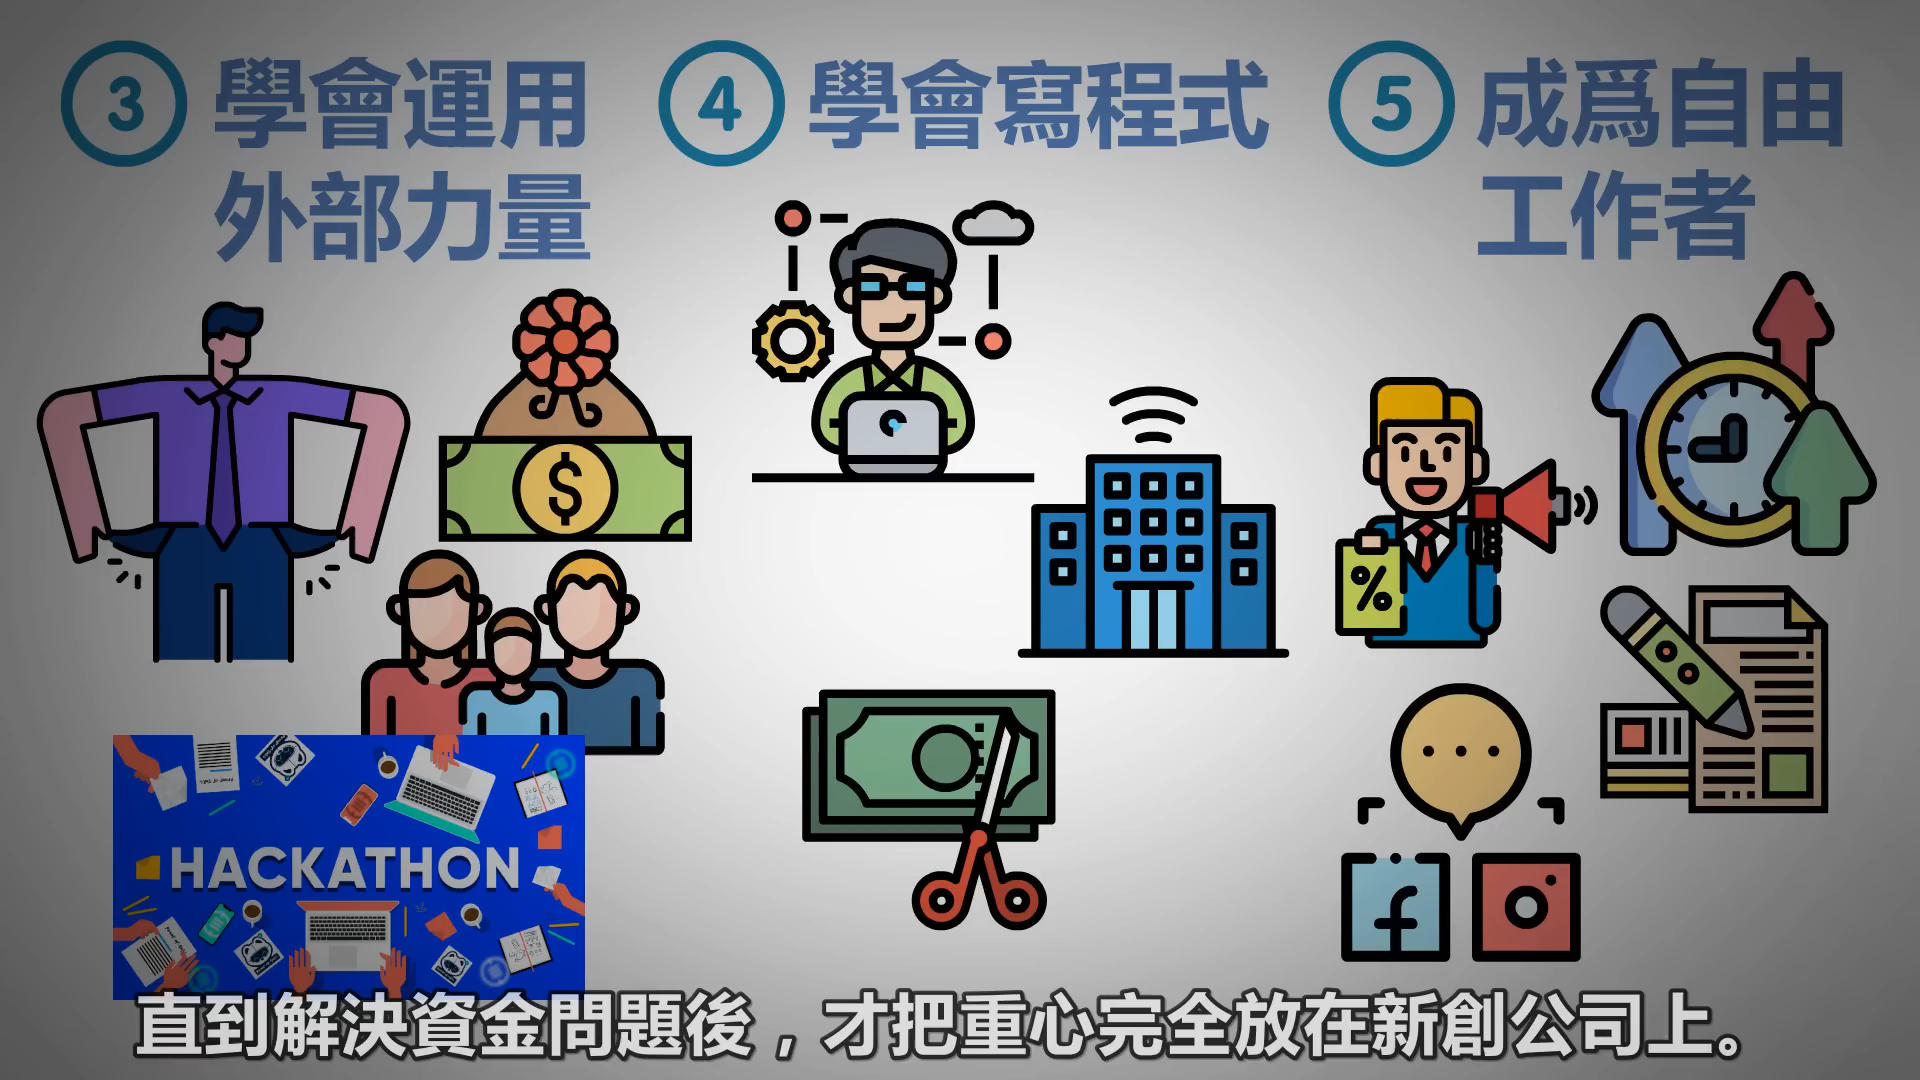 3 學會運用
外部力量
4 學會寫程式
5 成爲自由
工作者
$
%
f
HACKATHON
直到解決資金問題後，才把重心完全放在新創公司上。